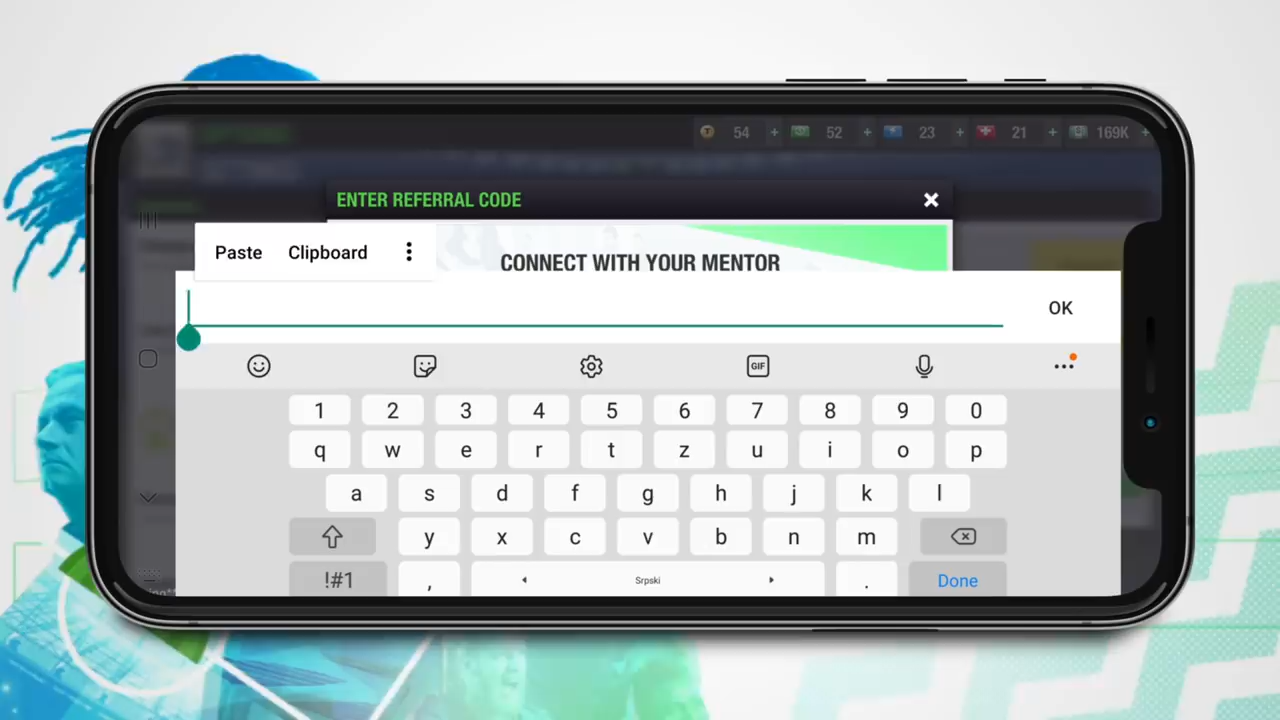 54 + 52 + 23 + 21 + 169K +
ENTER REFERRAL CODE
Paste Clipboard
CONNECT WITH YOUR MENTOR
OK
GIF
1 2 3 4 5 6 7 8 9 0
q w e r t z u i o p
a s d f g h j k l
y x c v b n m
!#1 , Srpski . Done